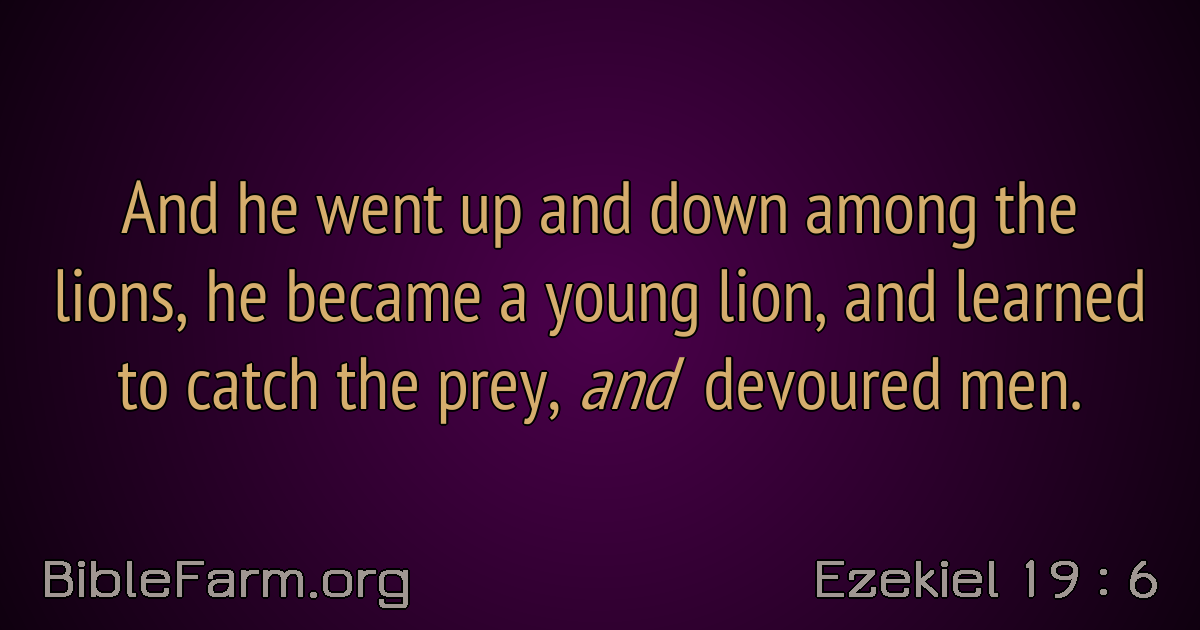 And he went up and down among the
lions, he became a young lion, and learned
to catch the prey, and devoured men.
BibleFarm.org
Ezekiel 19 : 6